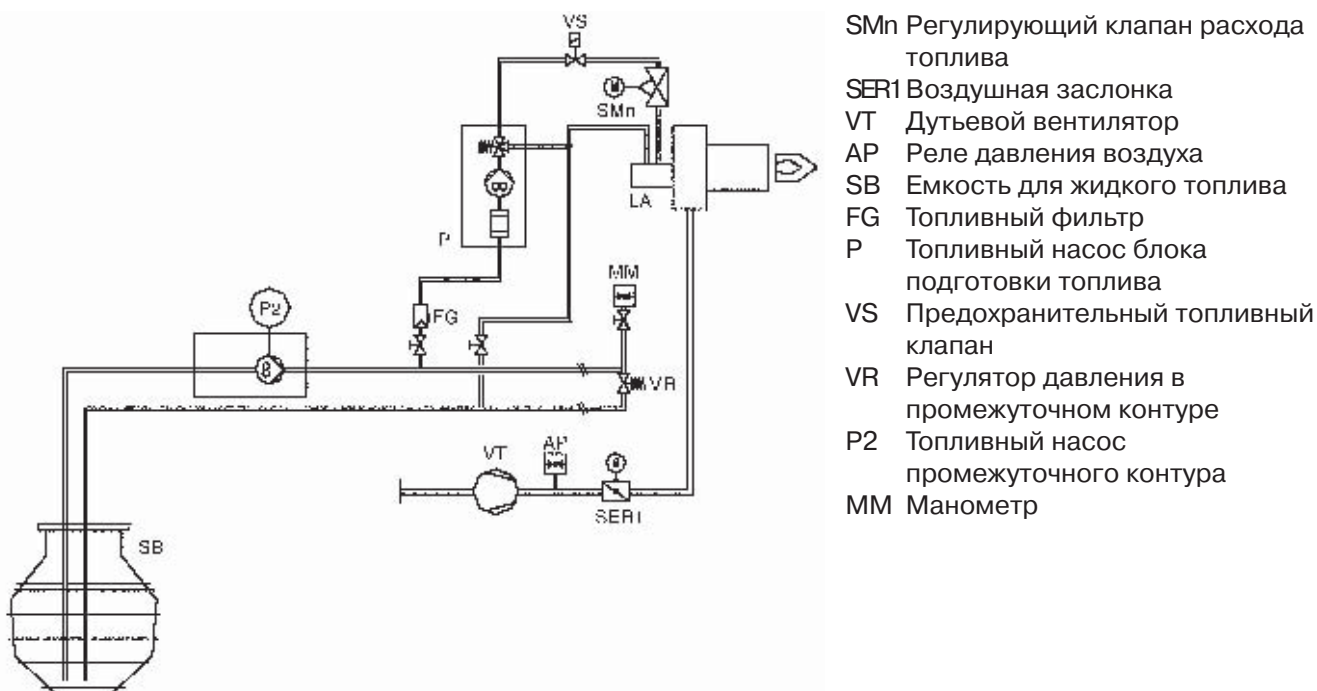 VS
SMn
LA
P
MM
P2
FG
VR
VT
AP
SER1
SB
SMn Регулирующий клапан расхода
топлива
SER1 Воздушная заслонка
VT Дутьевой вентилятор
AP Реле давления воздуха
SB Емкость для жидкого топлива
FG Топливный фильтр
P Топливный насос блока
подготовки топлива
VS Предохранительный топливный
клапан
VR Регулятор давления в
промежуточном контуре
P2 Топливный насос
промежуточного контура
MM Манометр